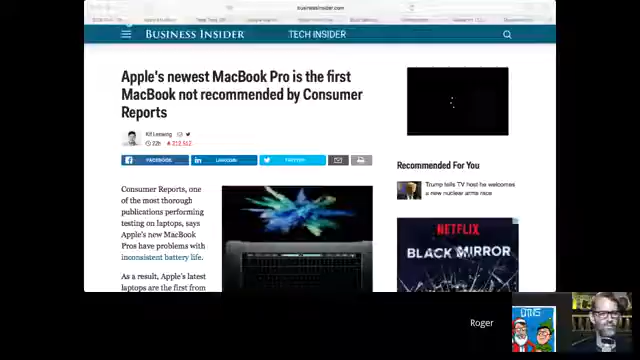 businessinsider.com
BUSINESS INSIDER
TECH INSIDER
Apple's newest MacBook Pro is the first
MacBook not recommended by Consumer
Reports
Kif Leswing
22h
212,512
FACEBOOK
LINKEDIN
TWITTER
Consumer Reports, one
of the most thorough
publications performing
testing on laptops, says
Apple's new MacBook
Pros have problems with
inconsistent battery life.
As a result, Apple's latest
laptops are the first from
Recommended For You
Trump tells TV host he welcomes
a new nuclear arms race
NETFLIX
BLACK MIRROR
Roger
DTNS